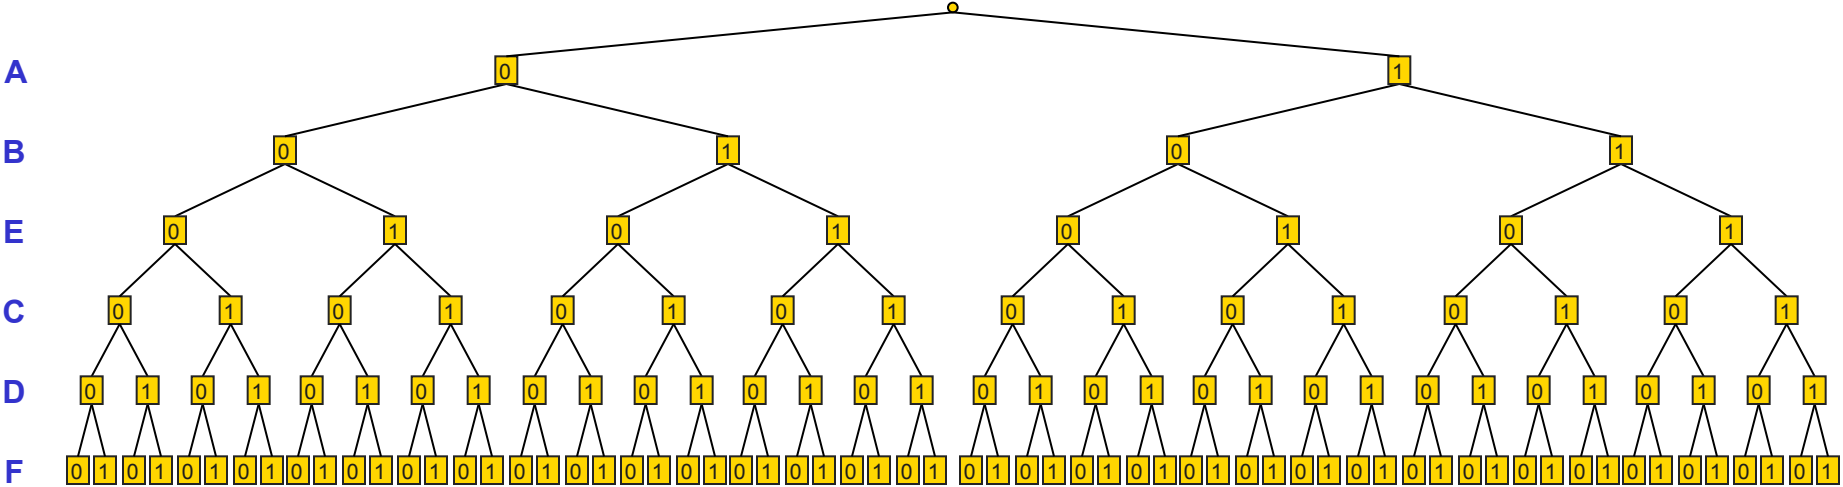 A 0 1
B 0 1 0 1
E 0 1 0 1 0 1 0 1
C 0 1 0 1 0 1 0 1 0 1 0 1 0 1 0 1
D 0 1 0 1 0 1 0 1 0 1 0 1 0 1 0 1 0 1 0 1 0 1 0 1 0 1 0 1 0 1 0 1
F 0 1 0 1 0 1 0 1 0 1 0 1 0 1 0 1 0 1 0 1 0 1 0 1 0 1 0 1 0 1 0 1 0 1 0 1 0 1 0 1 0 1 0 1 0 1 0 1 0 1 0 1 0 1 0 1 0 1 0 1 0 1 0 1